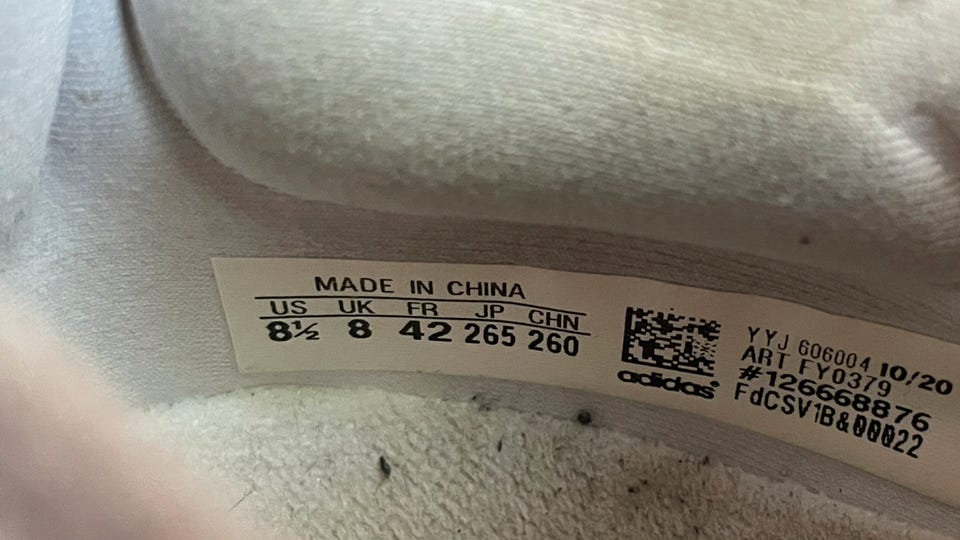 MADE IN CHINA
US UK FR JP CHN
8½ 8 42 265 260
adidas
YYJ 606004 10/20
ART FY0379
#126668876
FdCSV1B&00022